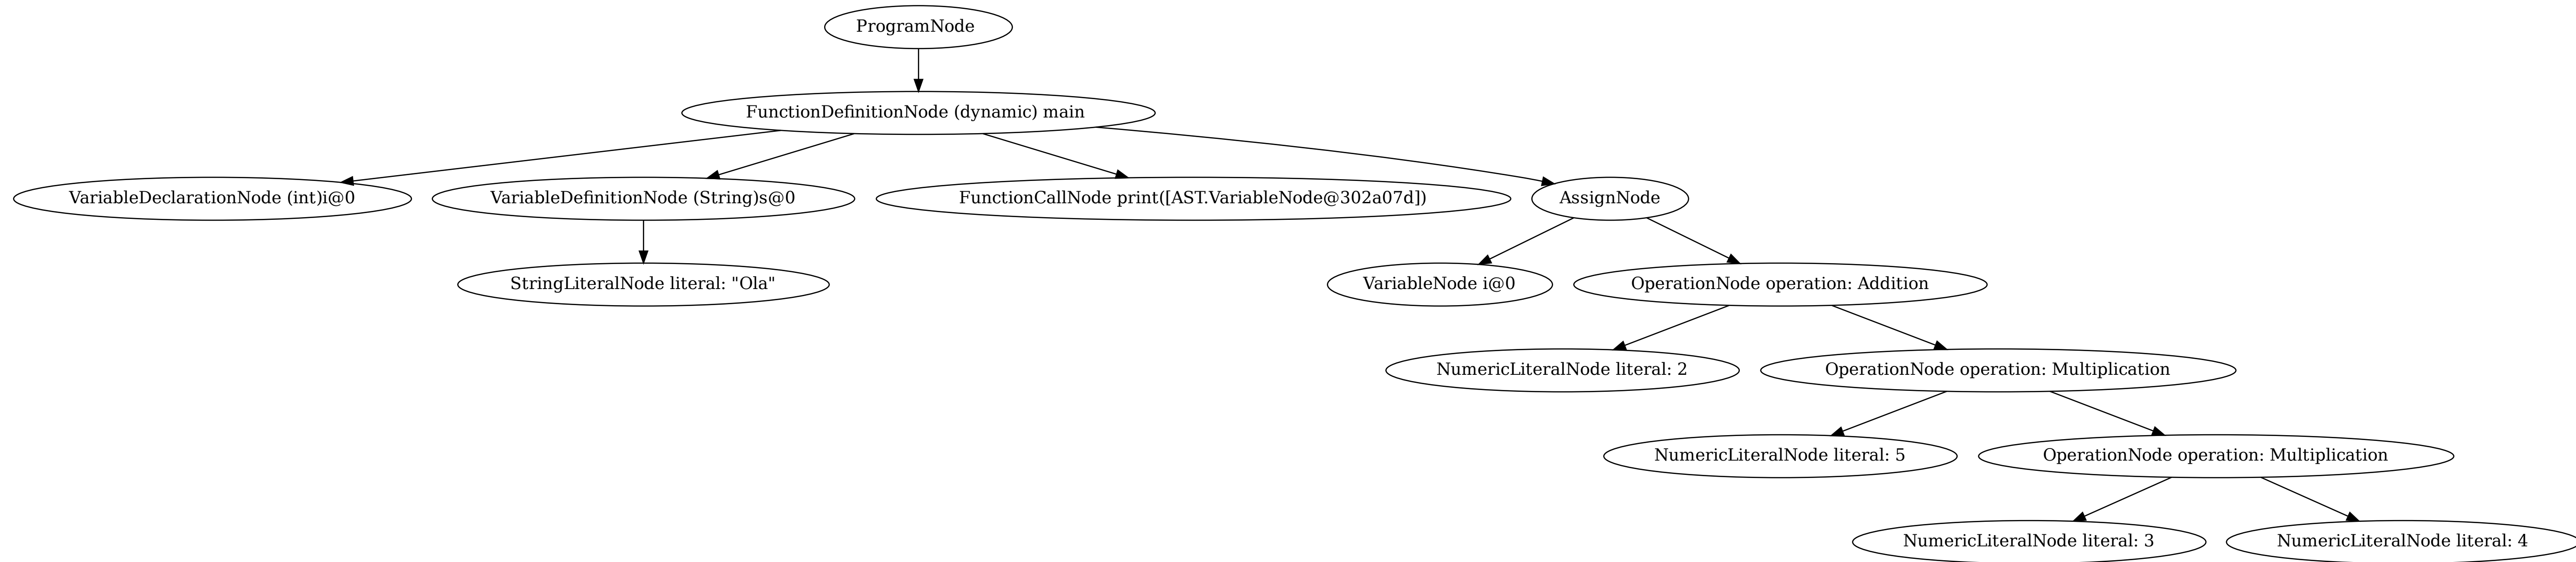 ProgramNode
FunctionDefinitionNode (dynamic) main
VariableDeclarationNode (int)i@0
VariableDefinitionNode (String)s@0
FunctionCallNode print([AST.VariableNode@302a07d])
AssignNode
StringLiteralNode literal: "Ola"
VariableNode i@0
OperationNode operation: Addition
NumericLiteralNode literal: 2
OperationNode operation: Multiplication
NumericLiteralNode literal: 5
OperationNode operation: Multiplication
NumericLiteralNode literal: 3
NumericLiteralNode literal: 4